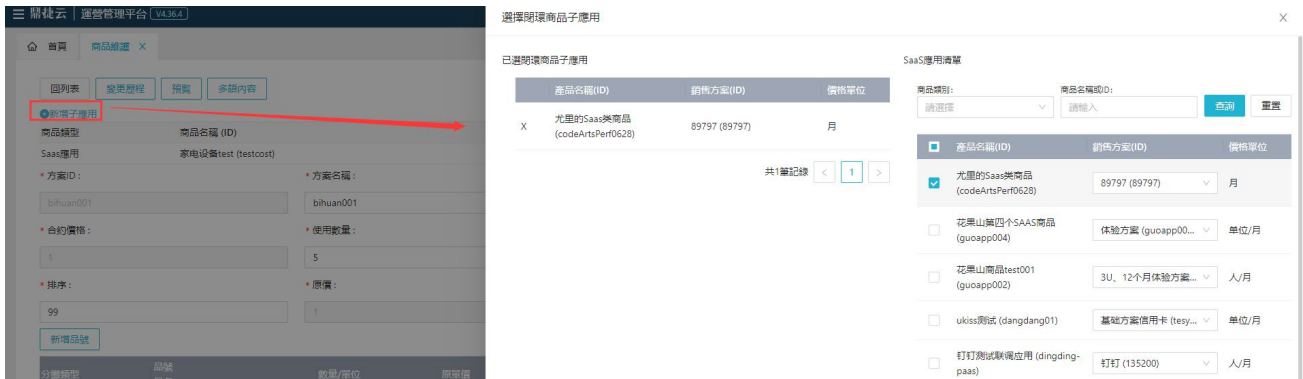 鼎捷云 運營管理平台 V4.36.4
首頁 商品維護 X
回列表 變更歷程 預覽 多語內容
新增子應用
商品類型 商品名稱 (ID)
Saas應用 家电设备test (testcost)
* 方案ID : * 方案名稱 :
bihuan001 bihuan001
* 合約價格 : * 使用數量 :
1 5
* 排序 : * 原價 :
99 1
新增品號
分攤類型 品號 數量/單位 原單價
選擇閉環商品子應用
已選閉環商品子應用
產品名稱(ID) 銷售方案(ID) 價格單位
X 尤里的Saas类商品 (codeArtsPerf0628) 89797 (89797) 月
共1筆記錄 < 1 >
SaaS應用清單
商品類別: 商品名稱或ID:
請選擇 請輸入 查詢 重置
產品名稱(ID) 銷售方案(ID) 價格單位
尤里的Saas类商品 (codeArtsPerf0628) 89797 (89797) 月
花果山第四个SAAS商品 (guoapp004) 体验方案 (guoapp00... 单位/月
花果山商品test001 (guoapp002) 3U、12个月体验方案... 人/月
ukiss测试 (dangdang01) 基础方案信用卡 (tesy... 单位/月
钉钉测试联调应用 (dingding-paas) 钉钉 (135200) 人/月